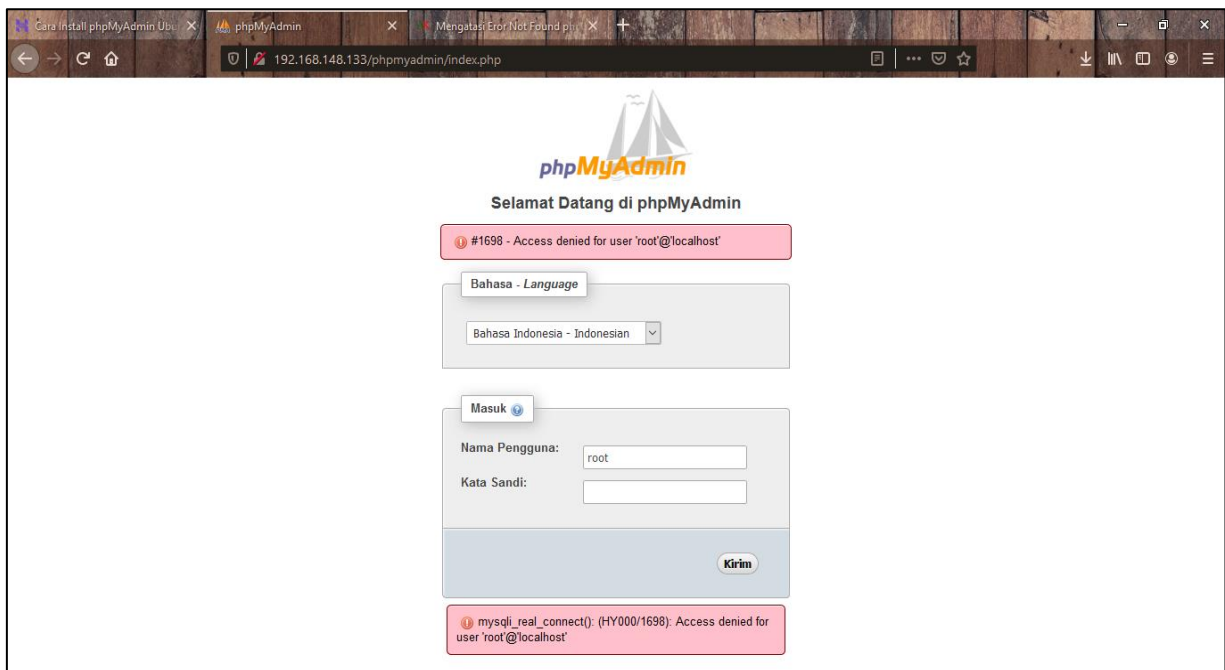 Cara Install phpMyAdmin Ubu
phpMyAdmin
Mengatasi Eror Not Found ph
192.168.148.133/phpmyadmin/index.php
phpMyAdmin
Selamat Datang di phpMyAdmin
#1698 - Access denied for user 'root'@'localhost'
Bahasa - Language
Bahasa Indonesia - Indonesian
Masuk
Nama Pengguna:
root
Kata Sandi:
Kirim
mysqli_real_connect(): (HY000/1698): Access denied for
user 'root'@'localhost'